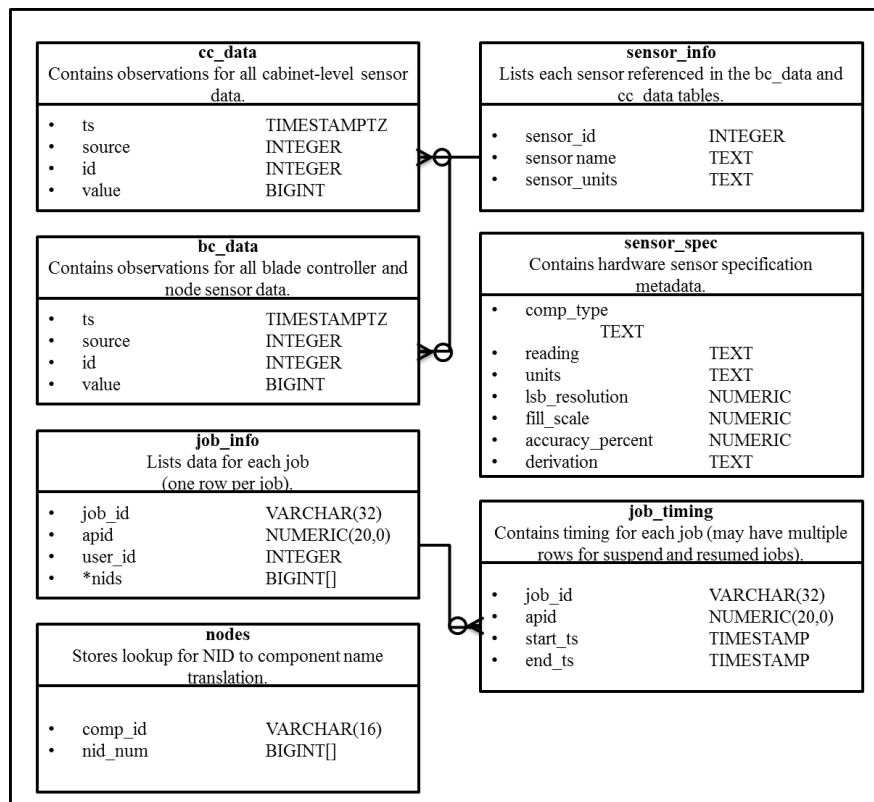 cc_data
Contains observations for all cabinet-level sensor
data.
• ts TIMESTAMPTZ
• source INTEGER
• id INTEGER
• value BIGINT
bc_data
Contains observations for all blade controller and
node sensor data.
• ts TIMESTAMPTZ
• source INTEGER
• id INTEGER
• value BIGINT
job_info
Lists data for each job
(one row per job).
• job_id VARCHAR(32)
• apid NUMERIC(20,0)
• user_id INTEGER
• *nids BIGINT[]
nodes
Stores lookup for NID to component name
translation.
• comp_id VARCHAR(16)
• nid_num BIGINT[]
sensor_info
Lists each sensor referenced in the bc_data and
cc_data tables.
• sensor_id INTEGER
• sensor name TEXT
• sensor_units TEXT
sensor_spec
Contains hardware sensor specification
metadata.
• comp_type
TEXT
• reading TEXT
• units TEXT
• lsb_resolution NUMERIC
• fill_scale NUMERIC
• accuracy_percent NUMERIC
• derivation TEXT
job_timing
Contains timing for each job (may have multiple
rows for suspend and resumed jobs).
• job_id VARCHAR(32)
• apid NUMERIC(20,0)
• start_ts TIMESTAMP
• end_ts TIMESTAMP